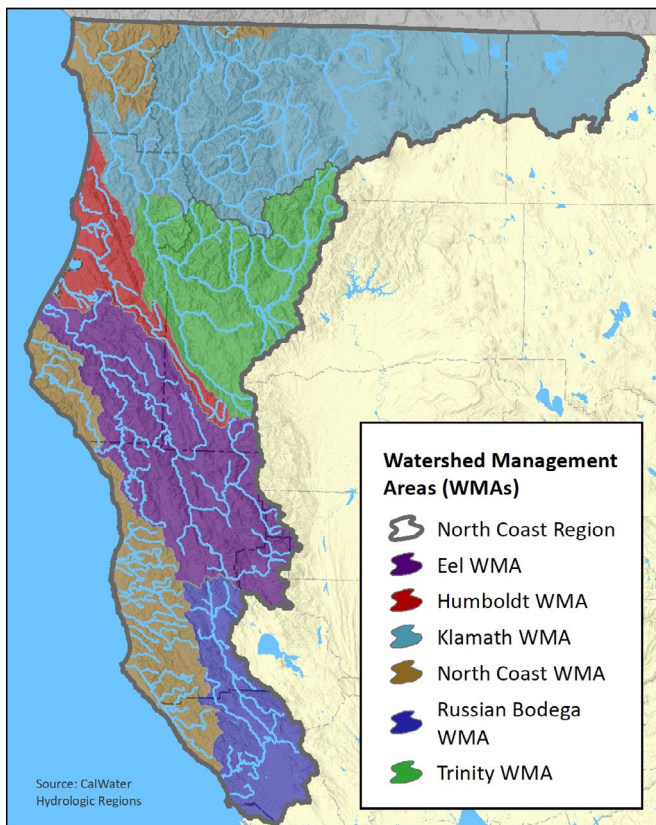 Watershed Management
Areas (WMAs)
North Coast Region
Eel WMA
Humboldt WMA
Klamath WMA
North Coast WMA
Russian Bodega
WMA
Trinity WMA
Source: CalWater
Hydrologic Regions